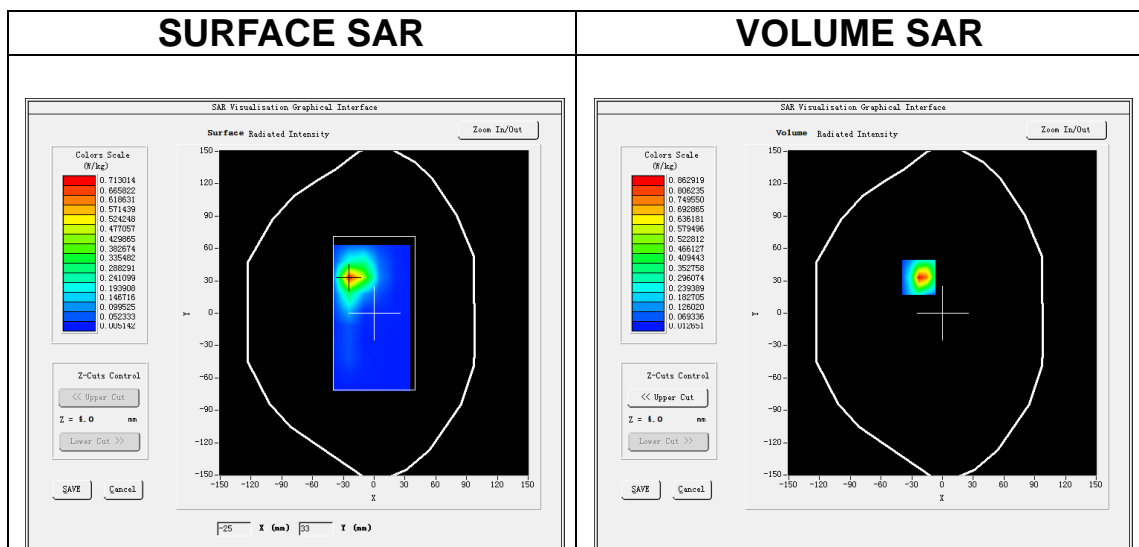 SURFACE SAR
VOLUME SAR
SAR Visualisation Graphical Interface
Surface Radiated Intensity
Zoom In/Out
Colors Scale
(W/kg)
0.713014
0.665822
0.618631
0.571439
0.524248
0.477057
0.429865
0.382674
0.335482
0.288291
0.241099
0.193908
0.146716
0.099525
0.052333
0.005142
150
120
90
60
30
0
-30
-60
-90
-120
-150
Y
-150 -120 -90 -60 -30 0 30 60 90 120 150
X
Z-Cuts Control
<< Upper Cut
Z = 4.0 mm
Lower Cut >>
SAVE Cancel
-25 X (mm) 33 Y (mm)
SAR Visualisation Graphical Interface
Volume Radiated Intensity
Zoom In/Out
Colors Scale
(W/kg)
0.862919
0.806235
0.749550
0.692865
0.636181
0.579496
0.522812
0.466127
0.409443
0.352758
0.296074
0.239389
0.182705
0.126020
0.069336
0.012651
150
120
90
60
30
0
-30
-60
-90
-120
-150
Y
-150 -120 -90 -60 -30 0 30 60 90 120 150
X
Z-Cuts Control
<< Upper Cut
Z = 4.0 mm
Lower Cut >>
SAVE Cancel